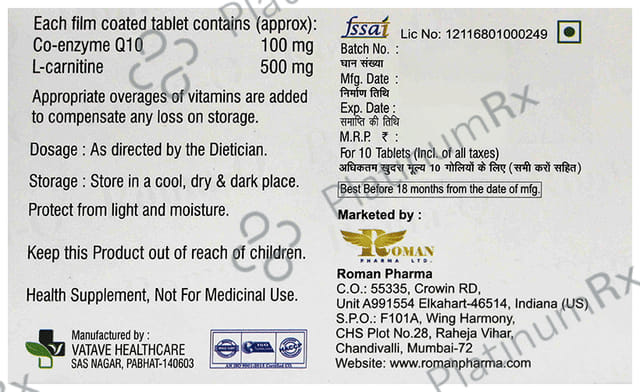 Each film coated tablet contains (approx):
Co-enzyme Q10 100 mg
L-carnitine 500 mg
Appropriate overages of vitamins are added
to compensate any loss on storage.
Dosage : As directed by the Dietician.
Storage : Store in a cool, dry & dark place.
Protect from light and moisture.
Keep this Product out of reach of children.
Health Supplement, Not For Medicinal Use.
Manufactured by :
VATAVE HEALTHCARE
SAS NAGAR, PABHAT-140603
fssai Lic No: 12116801000249
Batch No. :
घान संख्या
Mfg. Date :
निर्माण तिथि
Exp. Date :
समाप्ति की तिथि
M.R.P. ₹ :
For 10 Tablets (Incl. of all taxes)
अधिकतम खुदरा मूल्य 10 गोलियों के लिए (सभी करों सहित)
Best Before 18 months from the date of mfg.
Marketed by :
ROMAN
PHARMA LTD.
Roman Pharma
C.O.: 55335, Crowin RD,
Unit A991554 Elkahart-46514, Indiana (US)
S.P.O.: F101A, Wing Harmony,
CHS Plot No.28, Raheja Vihar,
Chandivalli, Mumbai-72
Website: www.romanpharma.com
PlatinumRx
PlatinumRx
PlatinumRx